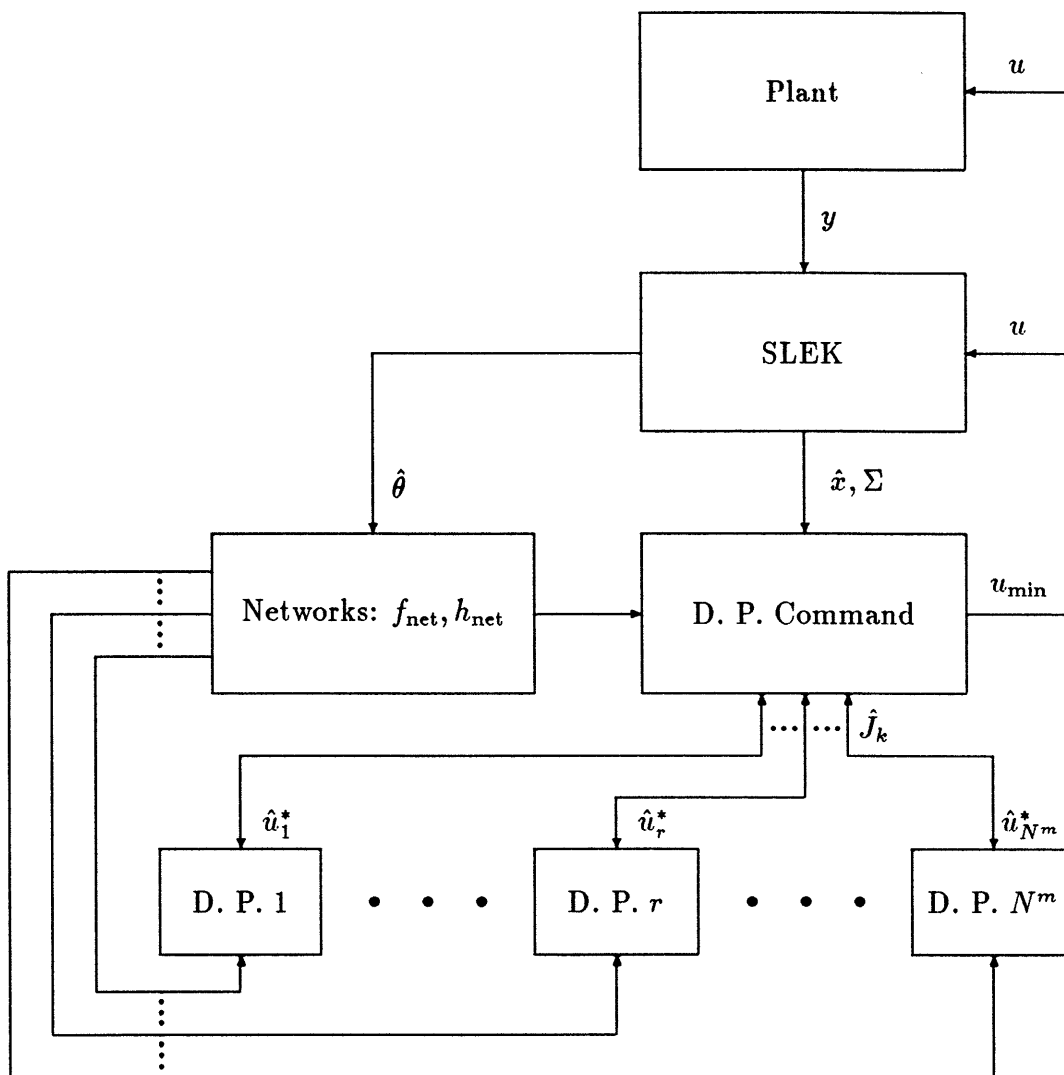 Plant
u
y
SLEK
u
θ̂
x̂, Σ
Networks: f_net, h_net
D. P. Command
u_min
Ĵ_k
û*_1
û*_r
û*_{N^m}
D. P. 1
D. P. r
D. P. N^m